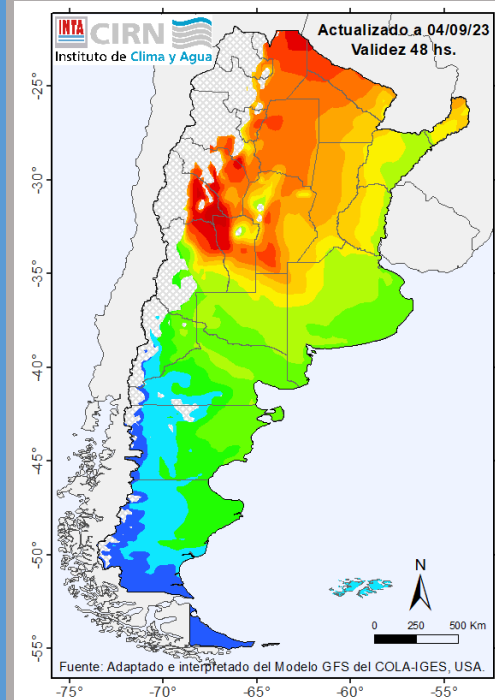 INTA CIRN
Instituto de Clima y Agua
Actualizado a 04/09/23
Validez 48 hs.
-25°
-30°
-35°
-40°
-45°
-50°
-55°
N
0 250 500 Km
Fuente: Adaptado e interpretado del Modelo GFS del COLA-IGES, USA.
-75° -70° -65° -60° -55°